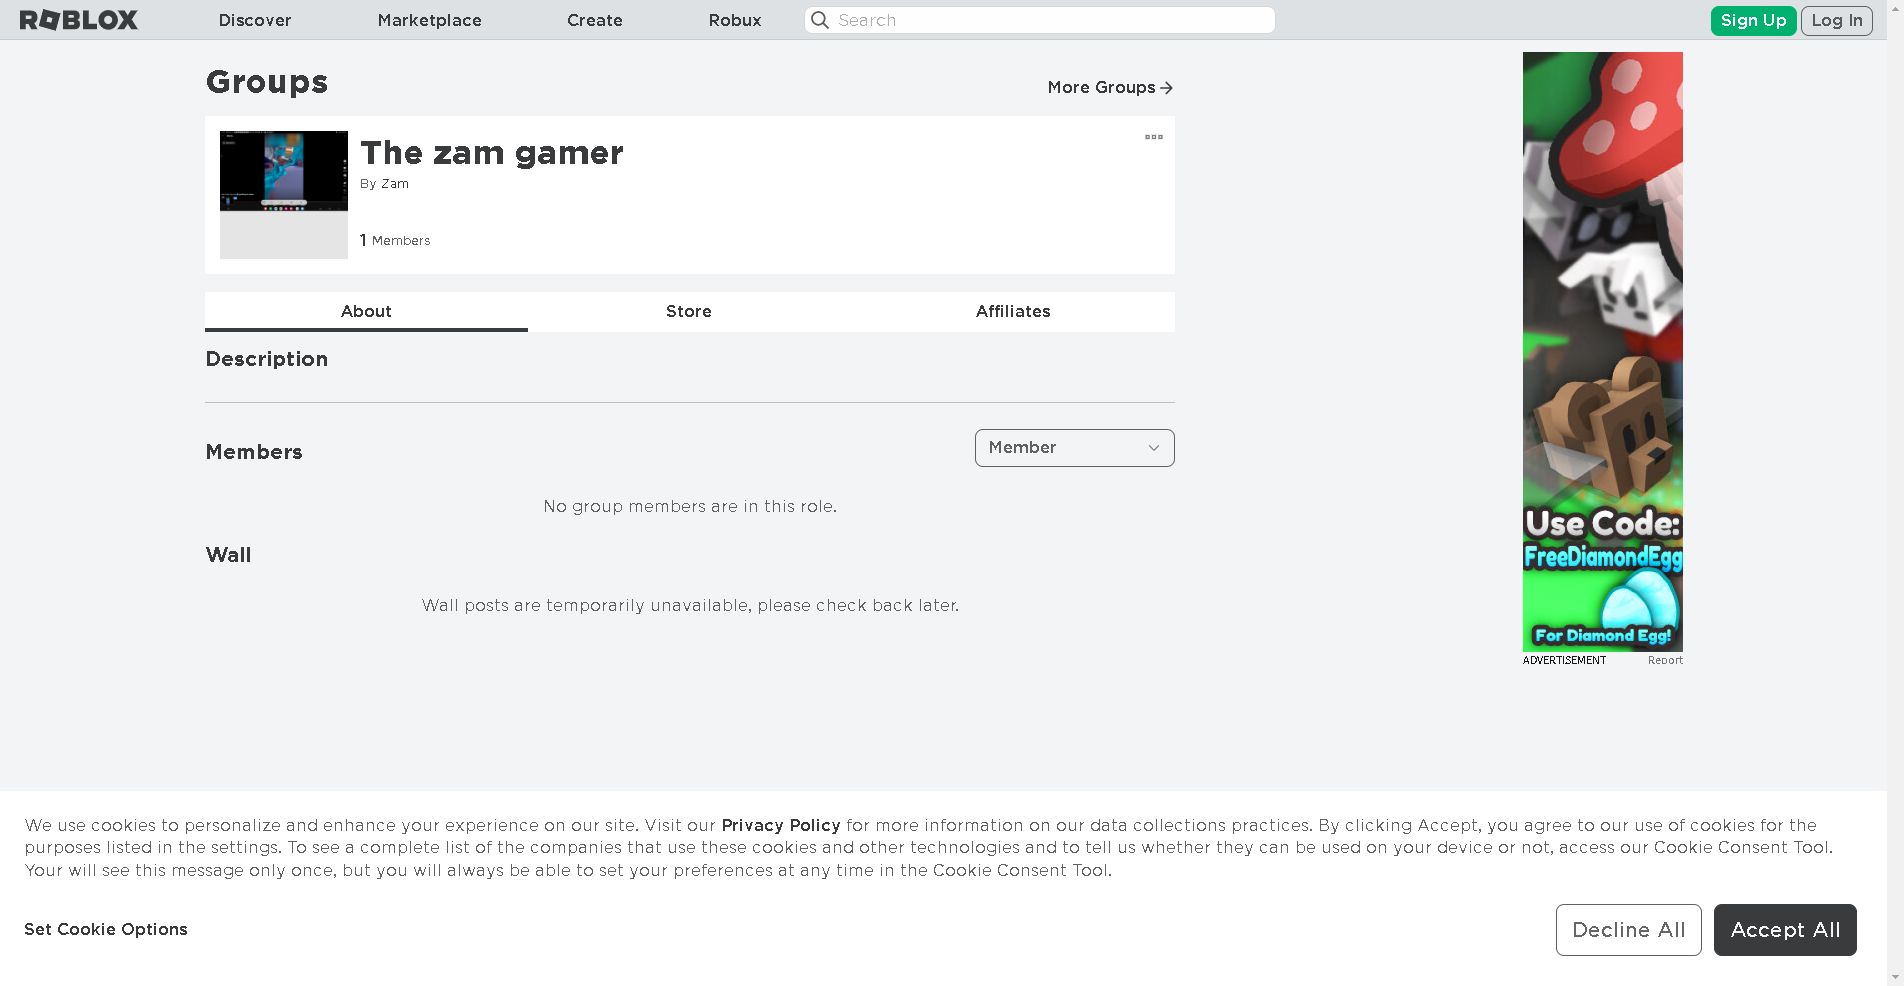 ROBLOX Discover Marketplace Create Robux Search Sign Up Log In
Groups
More Groups
The zam gamer
By Zam
1 Members
About Store Affiliates
Description
Members
Member
No group members are in this role.
Wall
Wall posts are temporarily unavailable, please check back later.
Use Code:
FreeDiamondEgg
For Diamond Egg!
ADVERTISEMENT Report
We use cookies to personalize and enhance your experience on our site. Visit our Privacy Policy for more information on our data collections practices. By clicking Accept, you agree to our use of cookies for the
purposes listed in the settings. To see a complete list of the companies that use these cookies and other technologies and to tell us whether they can be used on your device or not, access our Cookie Consent Tool.
Your will see this message only once, but you will always be able to set your preferences at any time in the Cookie Consent Tool.
Set Cookie Options
Decline All Accept All